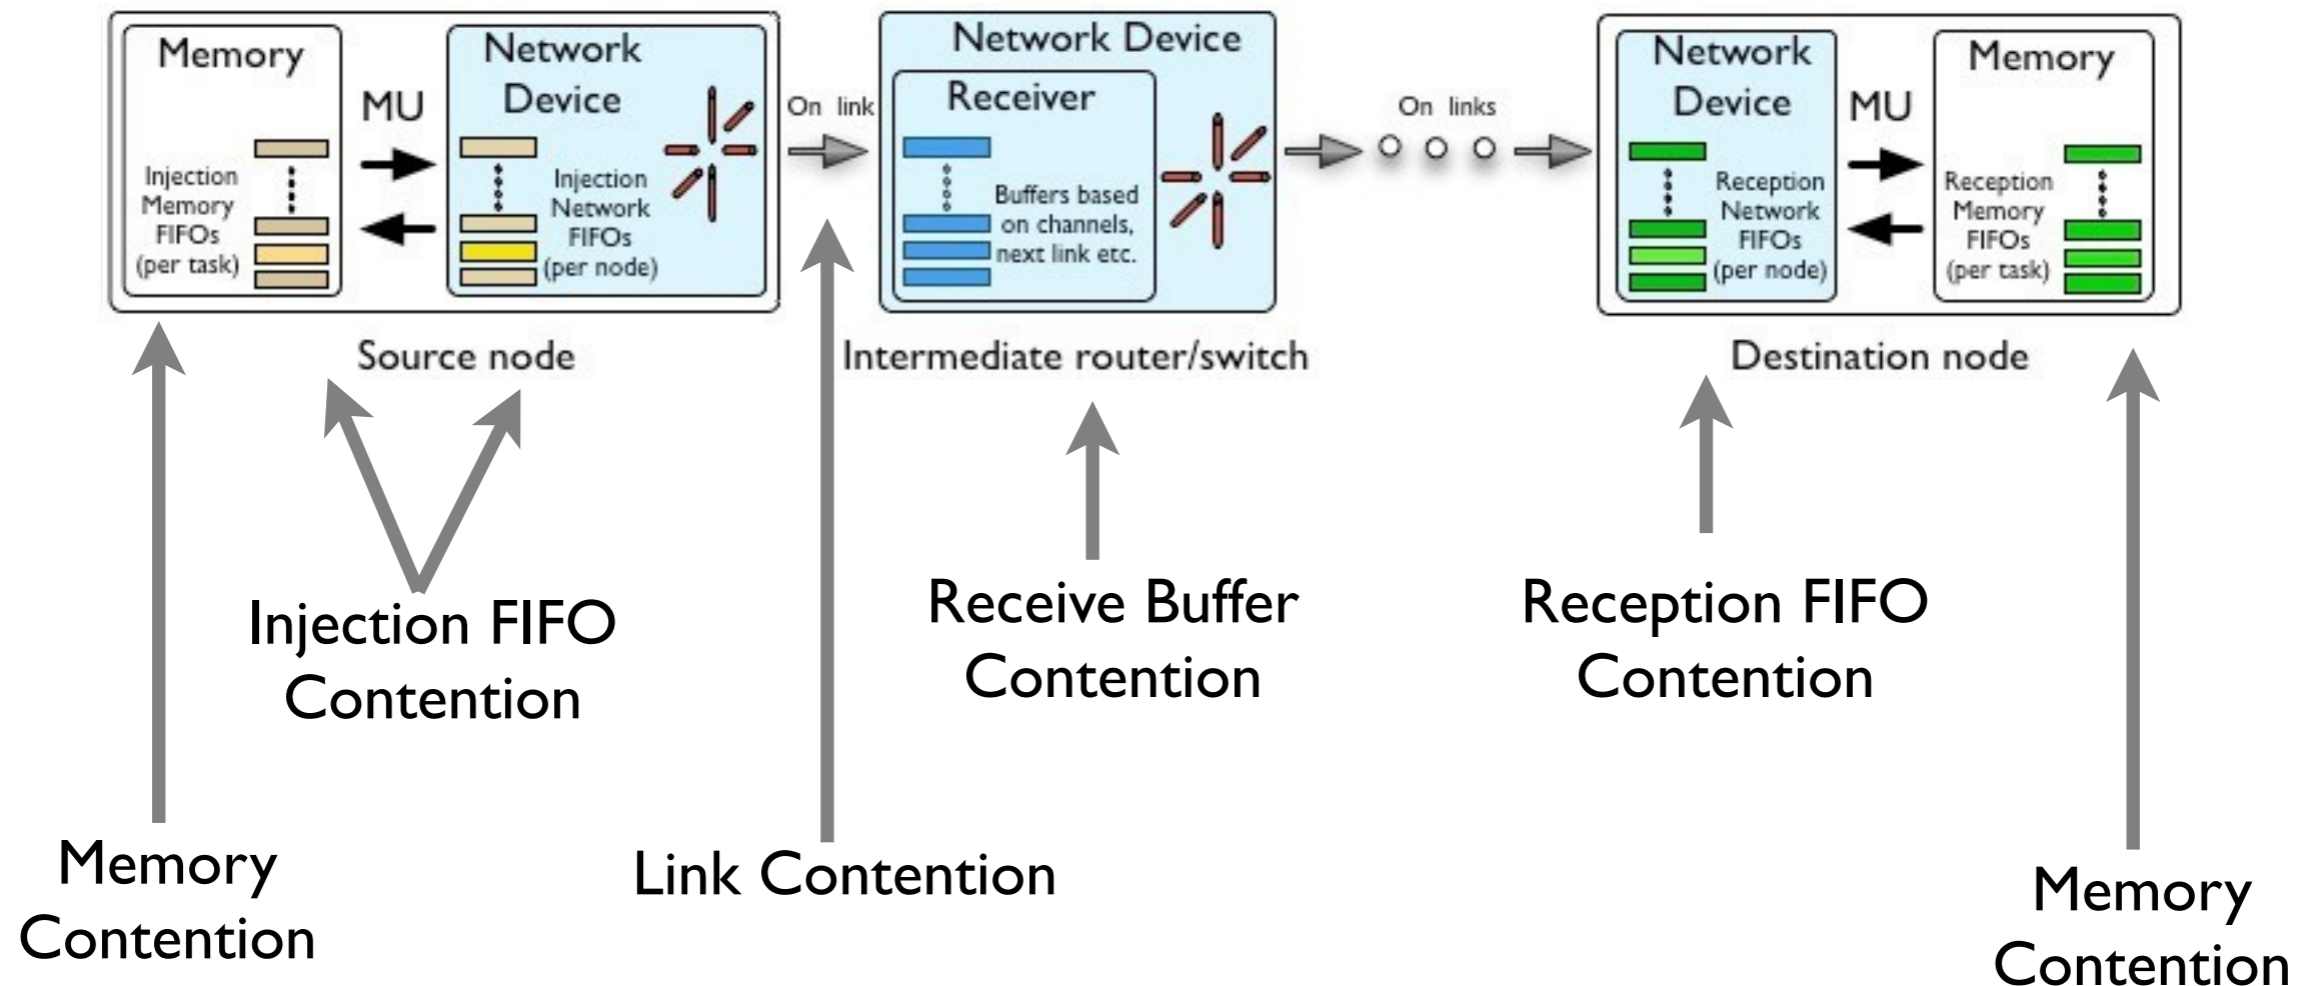 Memory
MU
Injection
Memory
FIFOs
(per task)
Network
Device
Injection
Network
FIFOs
(per node)
On link
Network Device
Receiver
Buffers based
on channels,
next link etc.
On links
Network
Device
Reception
Network
FIFOs
(per node)
MU
Memory
Reception
Memory
FIFOs
(per task)
Source node
Intermediate router/switch
Destination node
Injection FIFO
Contention
Receive Buffer
Contention
Reception FIFO
Contention
Memory
Contention
Link Contention
Memory
Contention